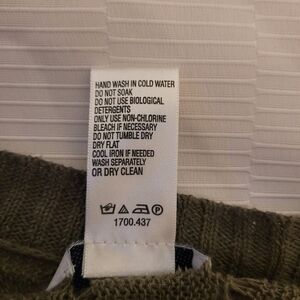 HAND WASH IN COLD WATER
DO NOT SOAK
DO NOT USE BIOLOGICAL
DETERGENTS
ONLY USE NON-CHLORINE
BLEACH IF NECESSARY
DO NOT TUMBLE DRY
DRY FLAT
COOL IRON IF NEEDED
WASH SEPARATELY
OR DRY CLEAN
1700.437